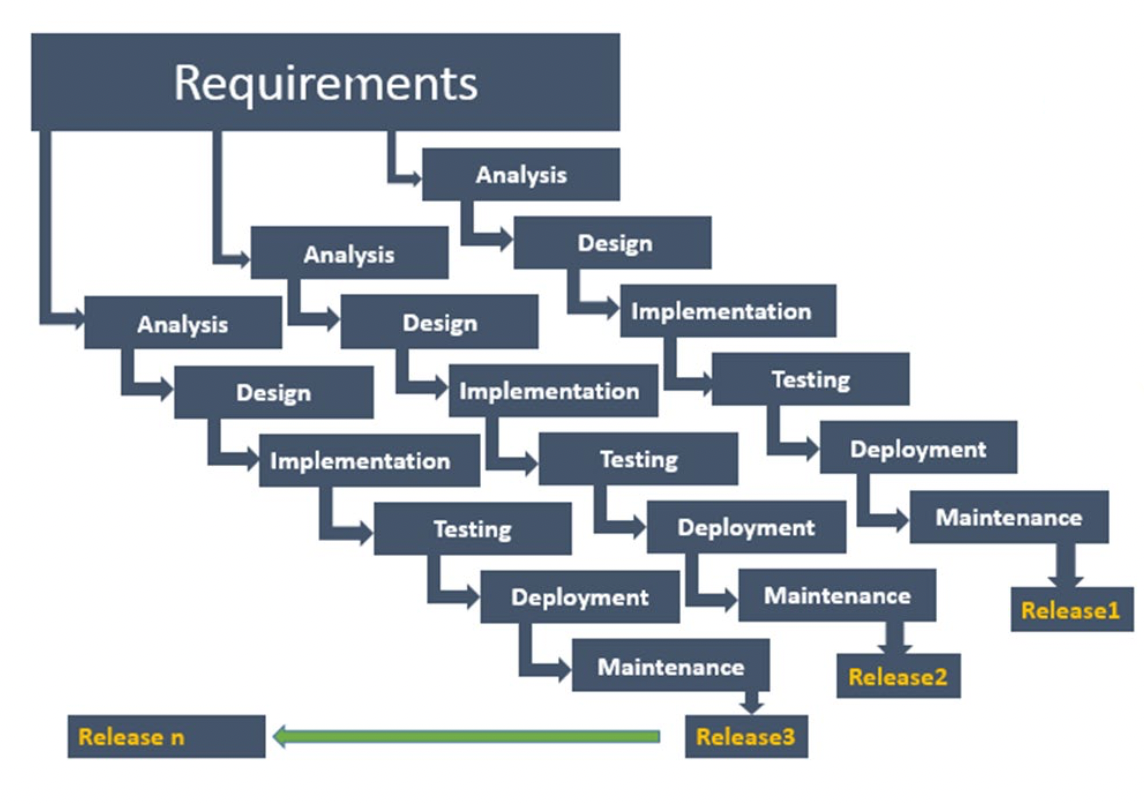 Requirements
Analysis
Design
Implementation
Testing
Deployment
Maintenance
Release1
Analysis
Design
Implementation
Testing
Deployment
Maintenance
Release2
Analysis
Design
Implementation
Testing
Deployment
Maintenance
Release3
Release n